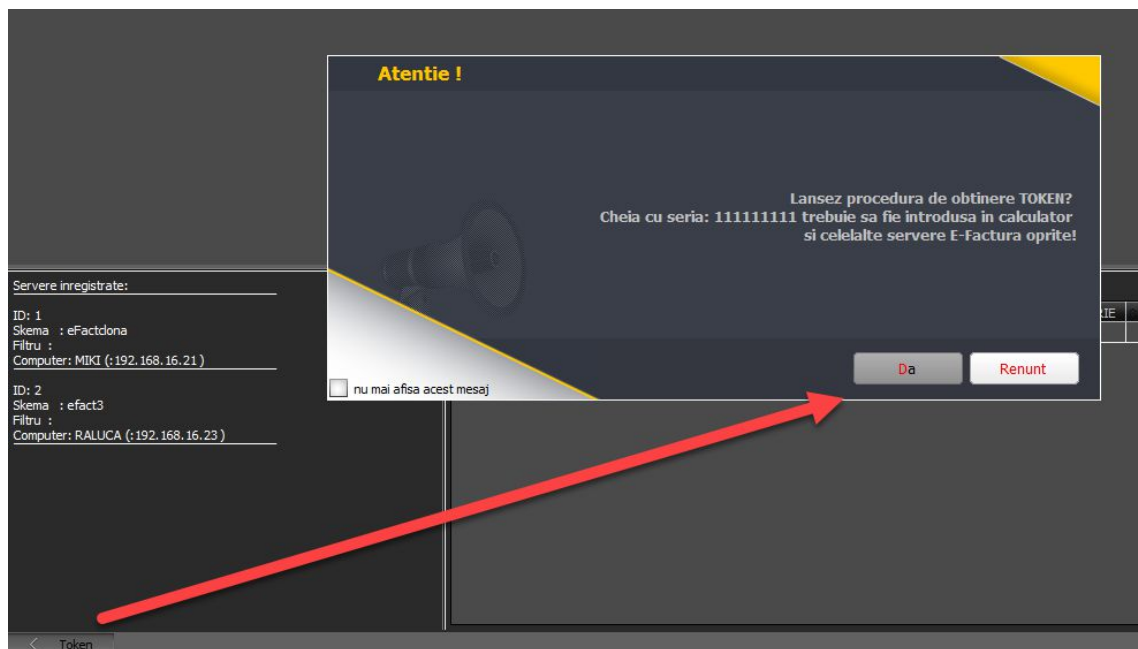 Atentie !
Lansez procedura de obtinere TOKEN?
Cheia cu seria: 111111111 trebuie sa fie introdusa in calculator
si celelalte servere E-Factura oprite!
nu mai afisa acest mesaj
Da
Renunt
Servere inregistrate:
ID: 1
Skema : eFactdona
Filtru :
Computer: MIKI (:192.168.16.21)
ID: 2
Skema : efact3
Filtru :
Computer: RALUCA (:192.168.16.23)
Token